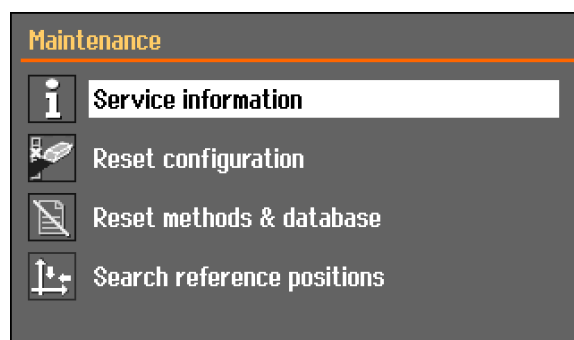 Maintenance
Service information
Reset configuration
Reset methods & database
Search reference positions